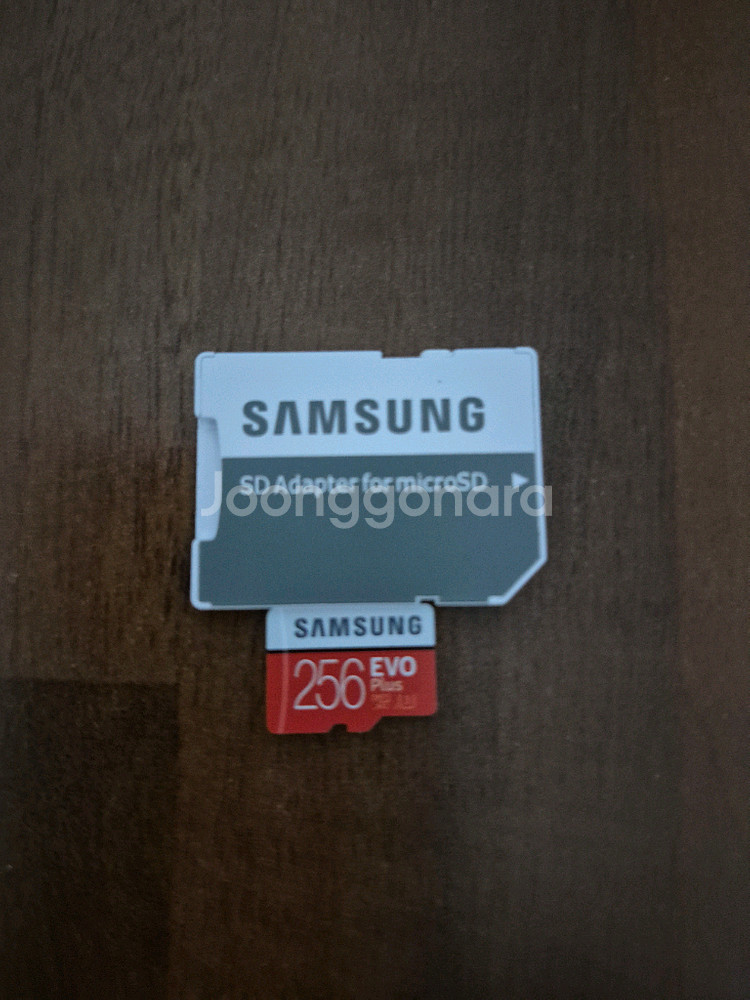 SAMSUNG
SD Adapter for microSD
Joonggonara
SAMSUNG
256 EVO
Plus